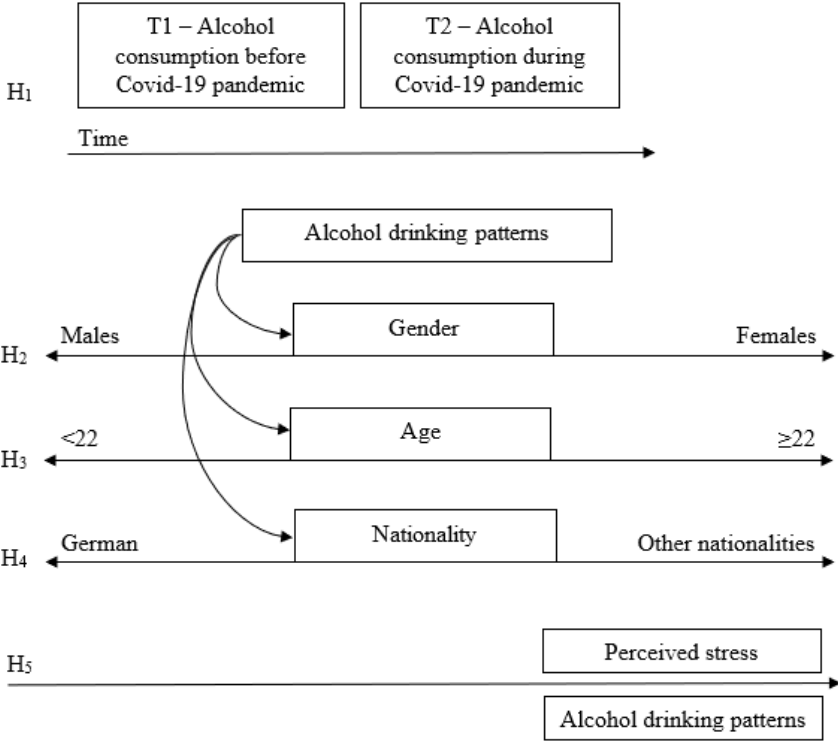 T1 – Alcohol
consumption before
Covid-19 pandemic
T2 – Alcohol
consumption during
Covid-19 pandemic
H1
Time
Alcohol drinking patterns
Males
Gender
Females
H2
<22
Age
≥22
H3
German
Nationality
Other nationalities
H4
Perceived stress
H5
Alcohol drinking patterns